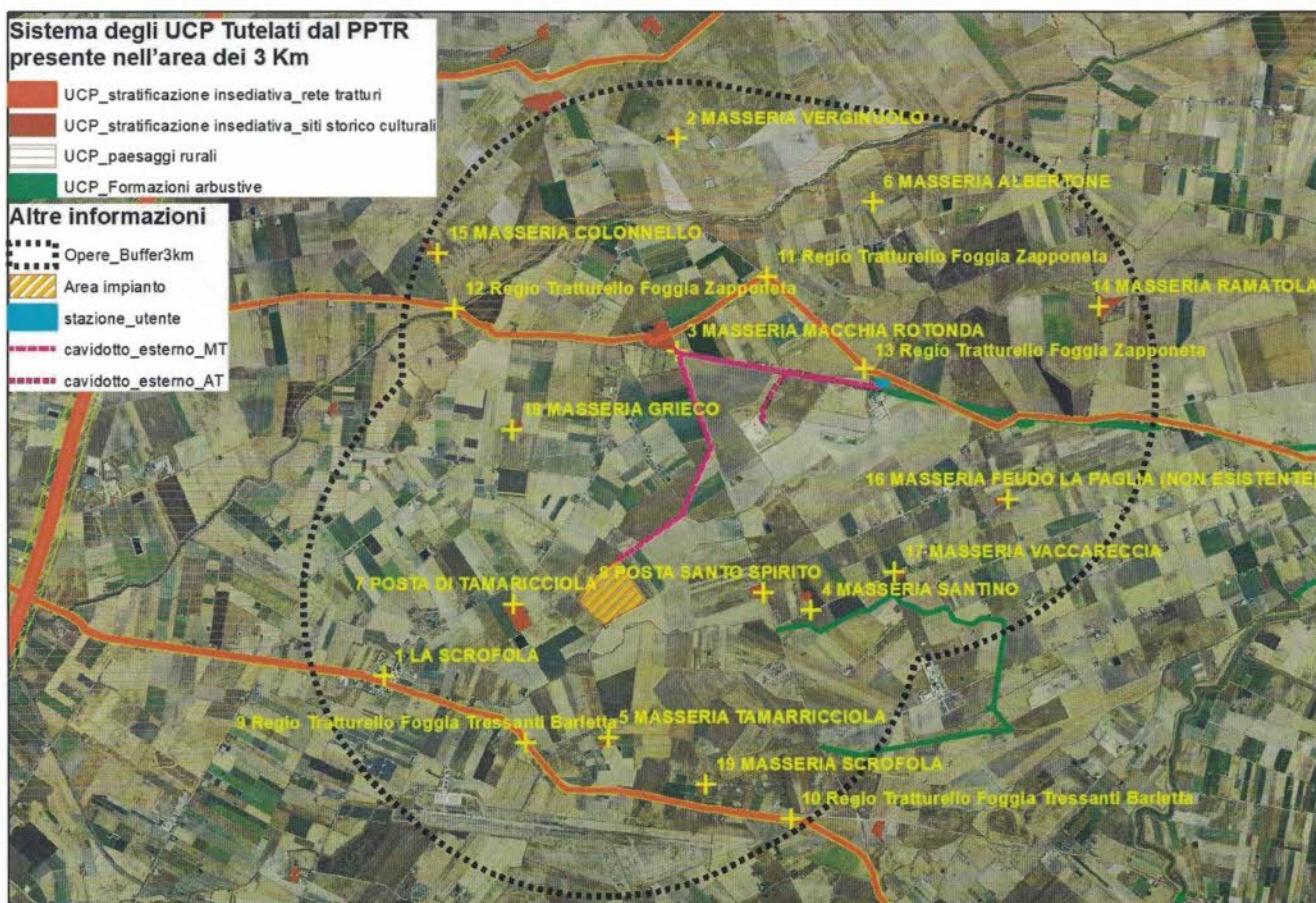 Sistema degli UCP Tutelati dal PPTR
presente nell'area dei 3 Km
UCP_stratificazione insediativa_rete tratturi
UCP_stratificazione insediativa_siti storico culturali
UCP_paesaggi rurali
UCP_Formazioni arbustive
Altre informazioni
Opere_Buffer3km
Area impianto
stazione_utente
cavidotto_esterno_MT
cavidotto_esterno_AT
2 MASSERIA VERGINUOLO
6 MASSERIA ALBERTONE
15 MASSERIA COLONNELLO
11 Regio Tratturello Foggia Zapponeta
12 Regio Tratturello Foggia Zapponeta
14 MASSERIA RAMATOLA
3 MASSERIA MACCHIA ROTONDA
13 Regio Tratturello Foggia Zapponeta
18 MASSERIA GRIECO
16 MASSERIA FEUDO LA PAGLIA (NON ESISTENTE)
17 MASSERIA VACCARECCIA
7 POSTA DI TAMARICCIOLA
8 POSTA SANTO SPIRITO
4 MASSERIA SANTINO
1 LA SCROFOLA
9 Regio Tratturello Foggia Tressanti Barletta
5 MASSERIA TAMARRICCIOLA
19 MASSERIA SCROFOLA
10 Regio Tratturello Foggia Tressanti Barletta